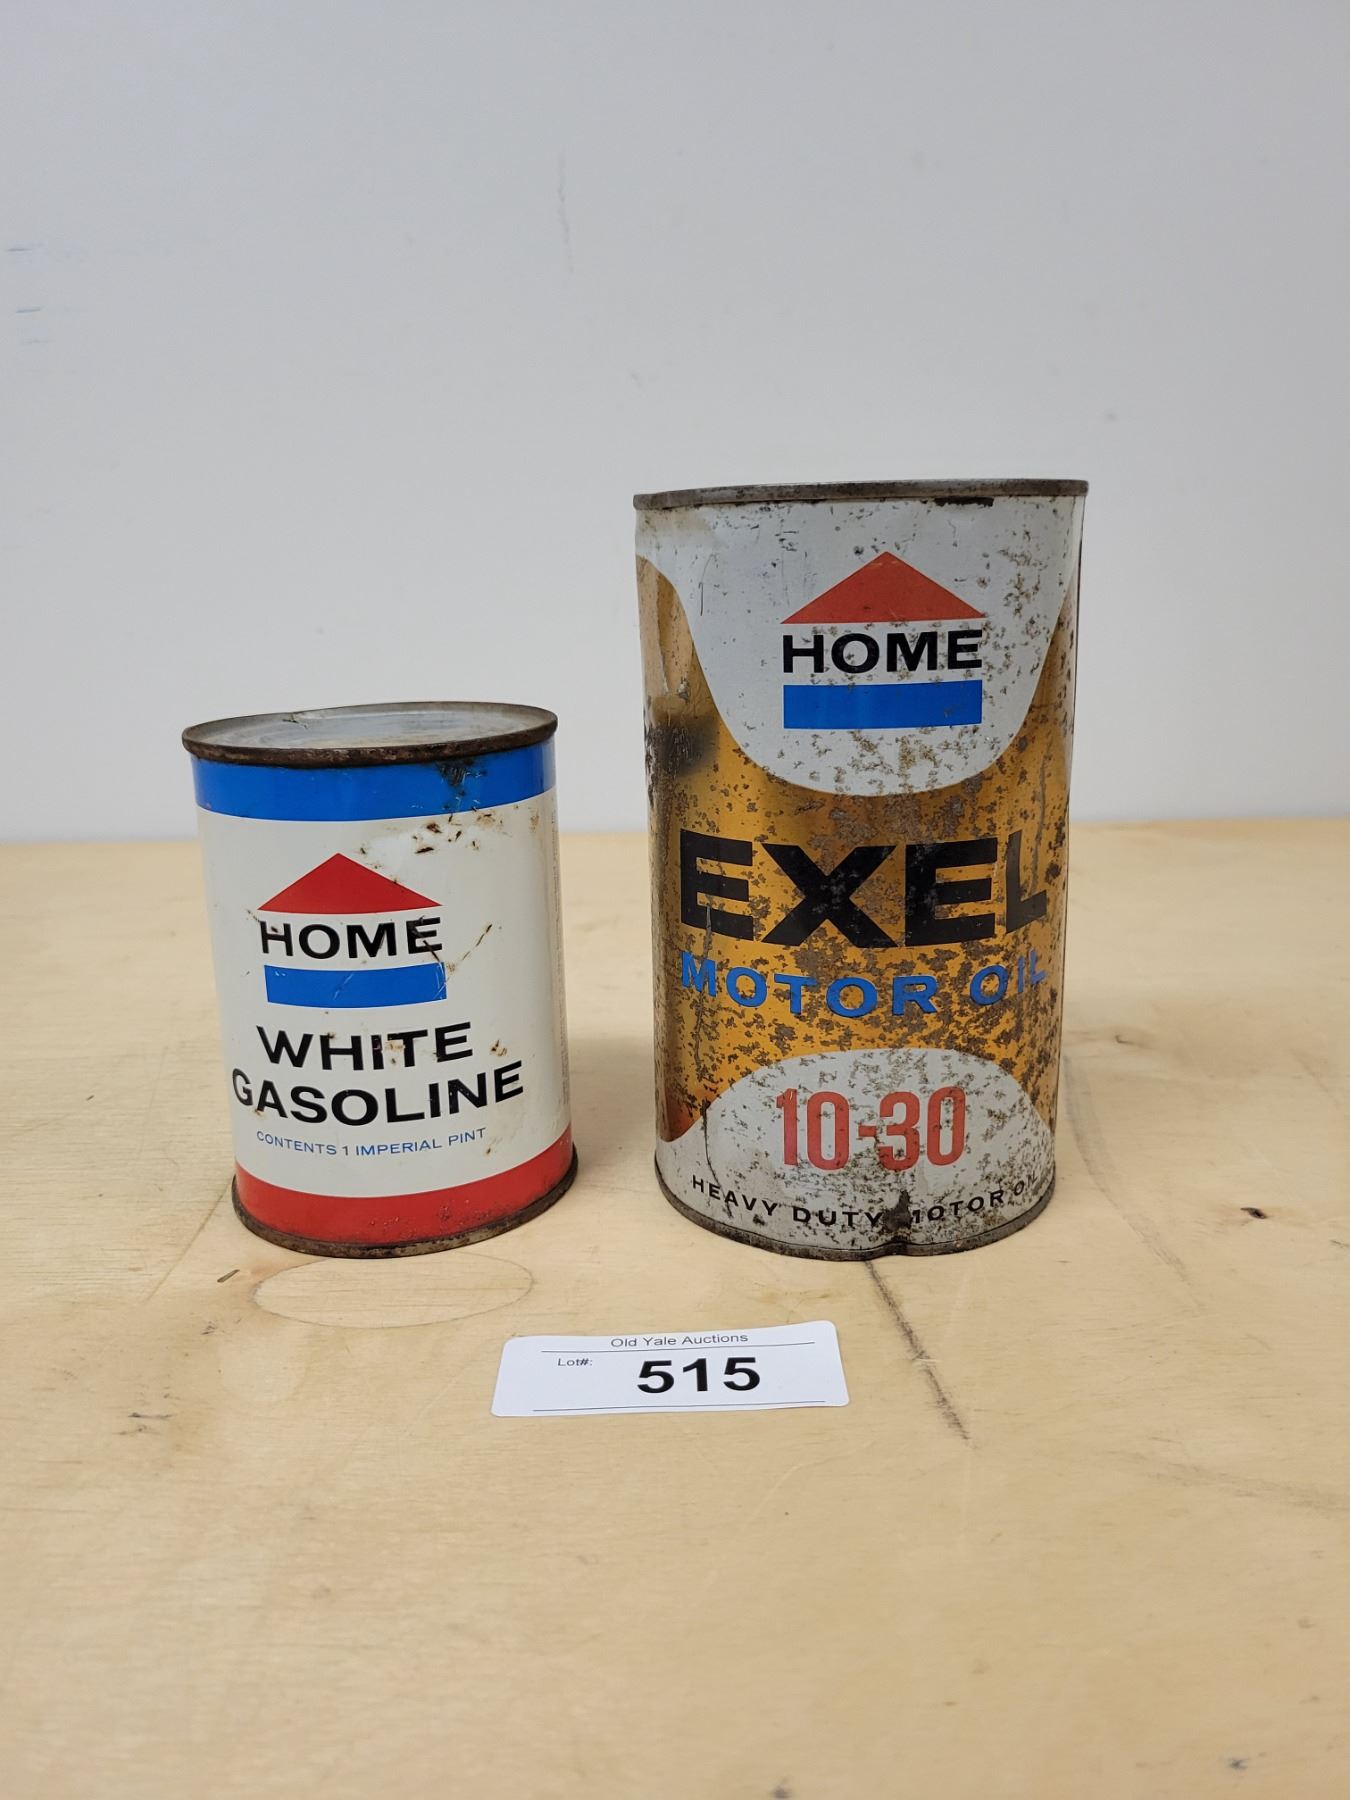 HOME
WHITE
GASOLINE
CONTENTS 1 IMPERIAL PINT
HOME
EXEL
MOTOR OIL
10-30
HEAVY DUTY MOTOR OIL
Old Yale Auctions
Lot#:
515